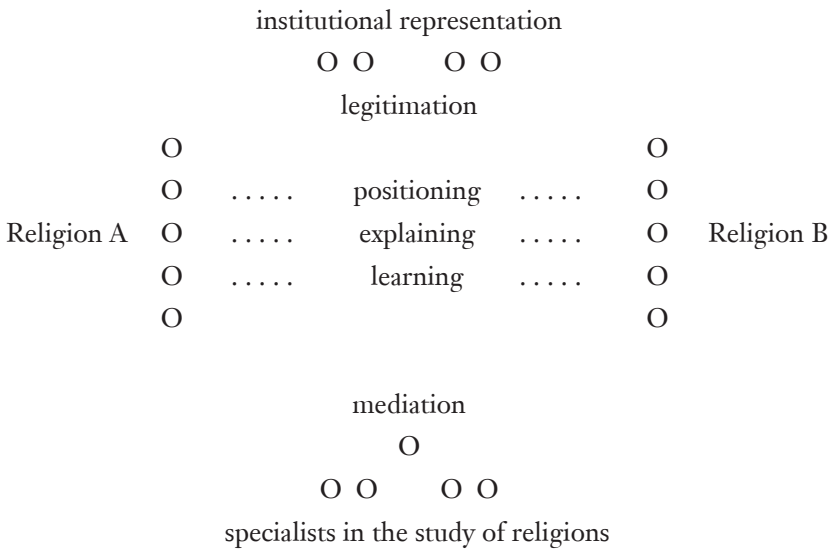 institutional representation
O O O O
legitimation
O O
O ..... positioning ..... O
Religion A O ..... explaining ..... O Religion B
O ..... learning ..... O
O O
mediation
O
O O O O
specialists in the study of religions